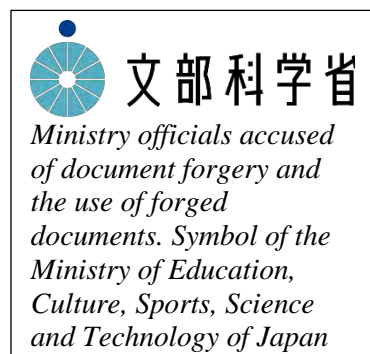 文部科学省
Ministry officials accused
of document forgery and
the use of forged
documents. Symbol of the
Ministry of Education,
Culture, Sports, Science
and Technology of Japan